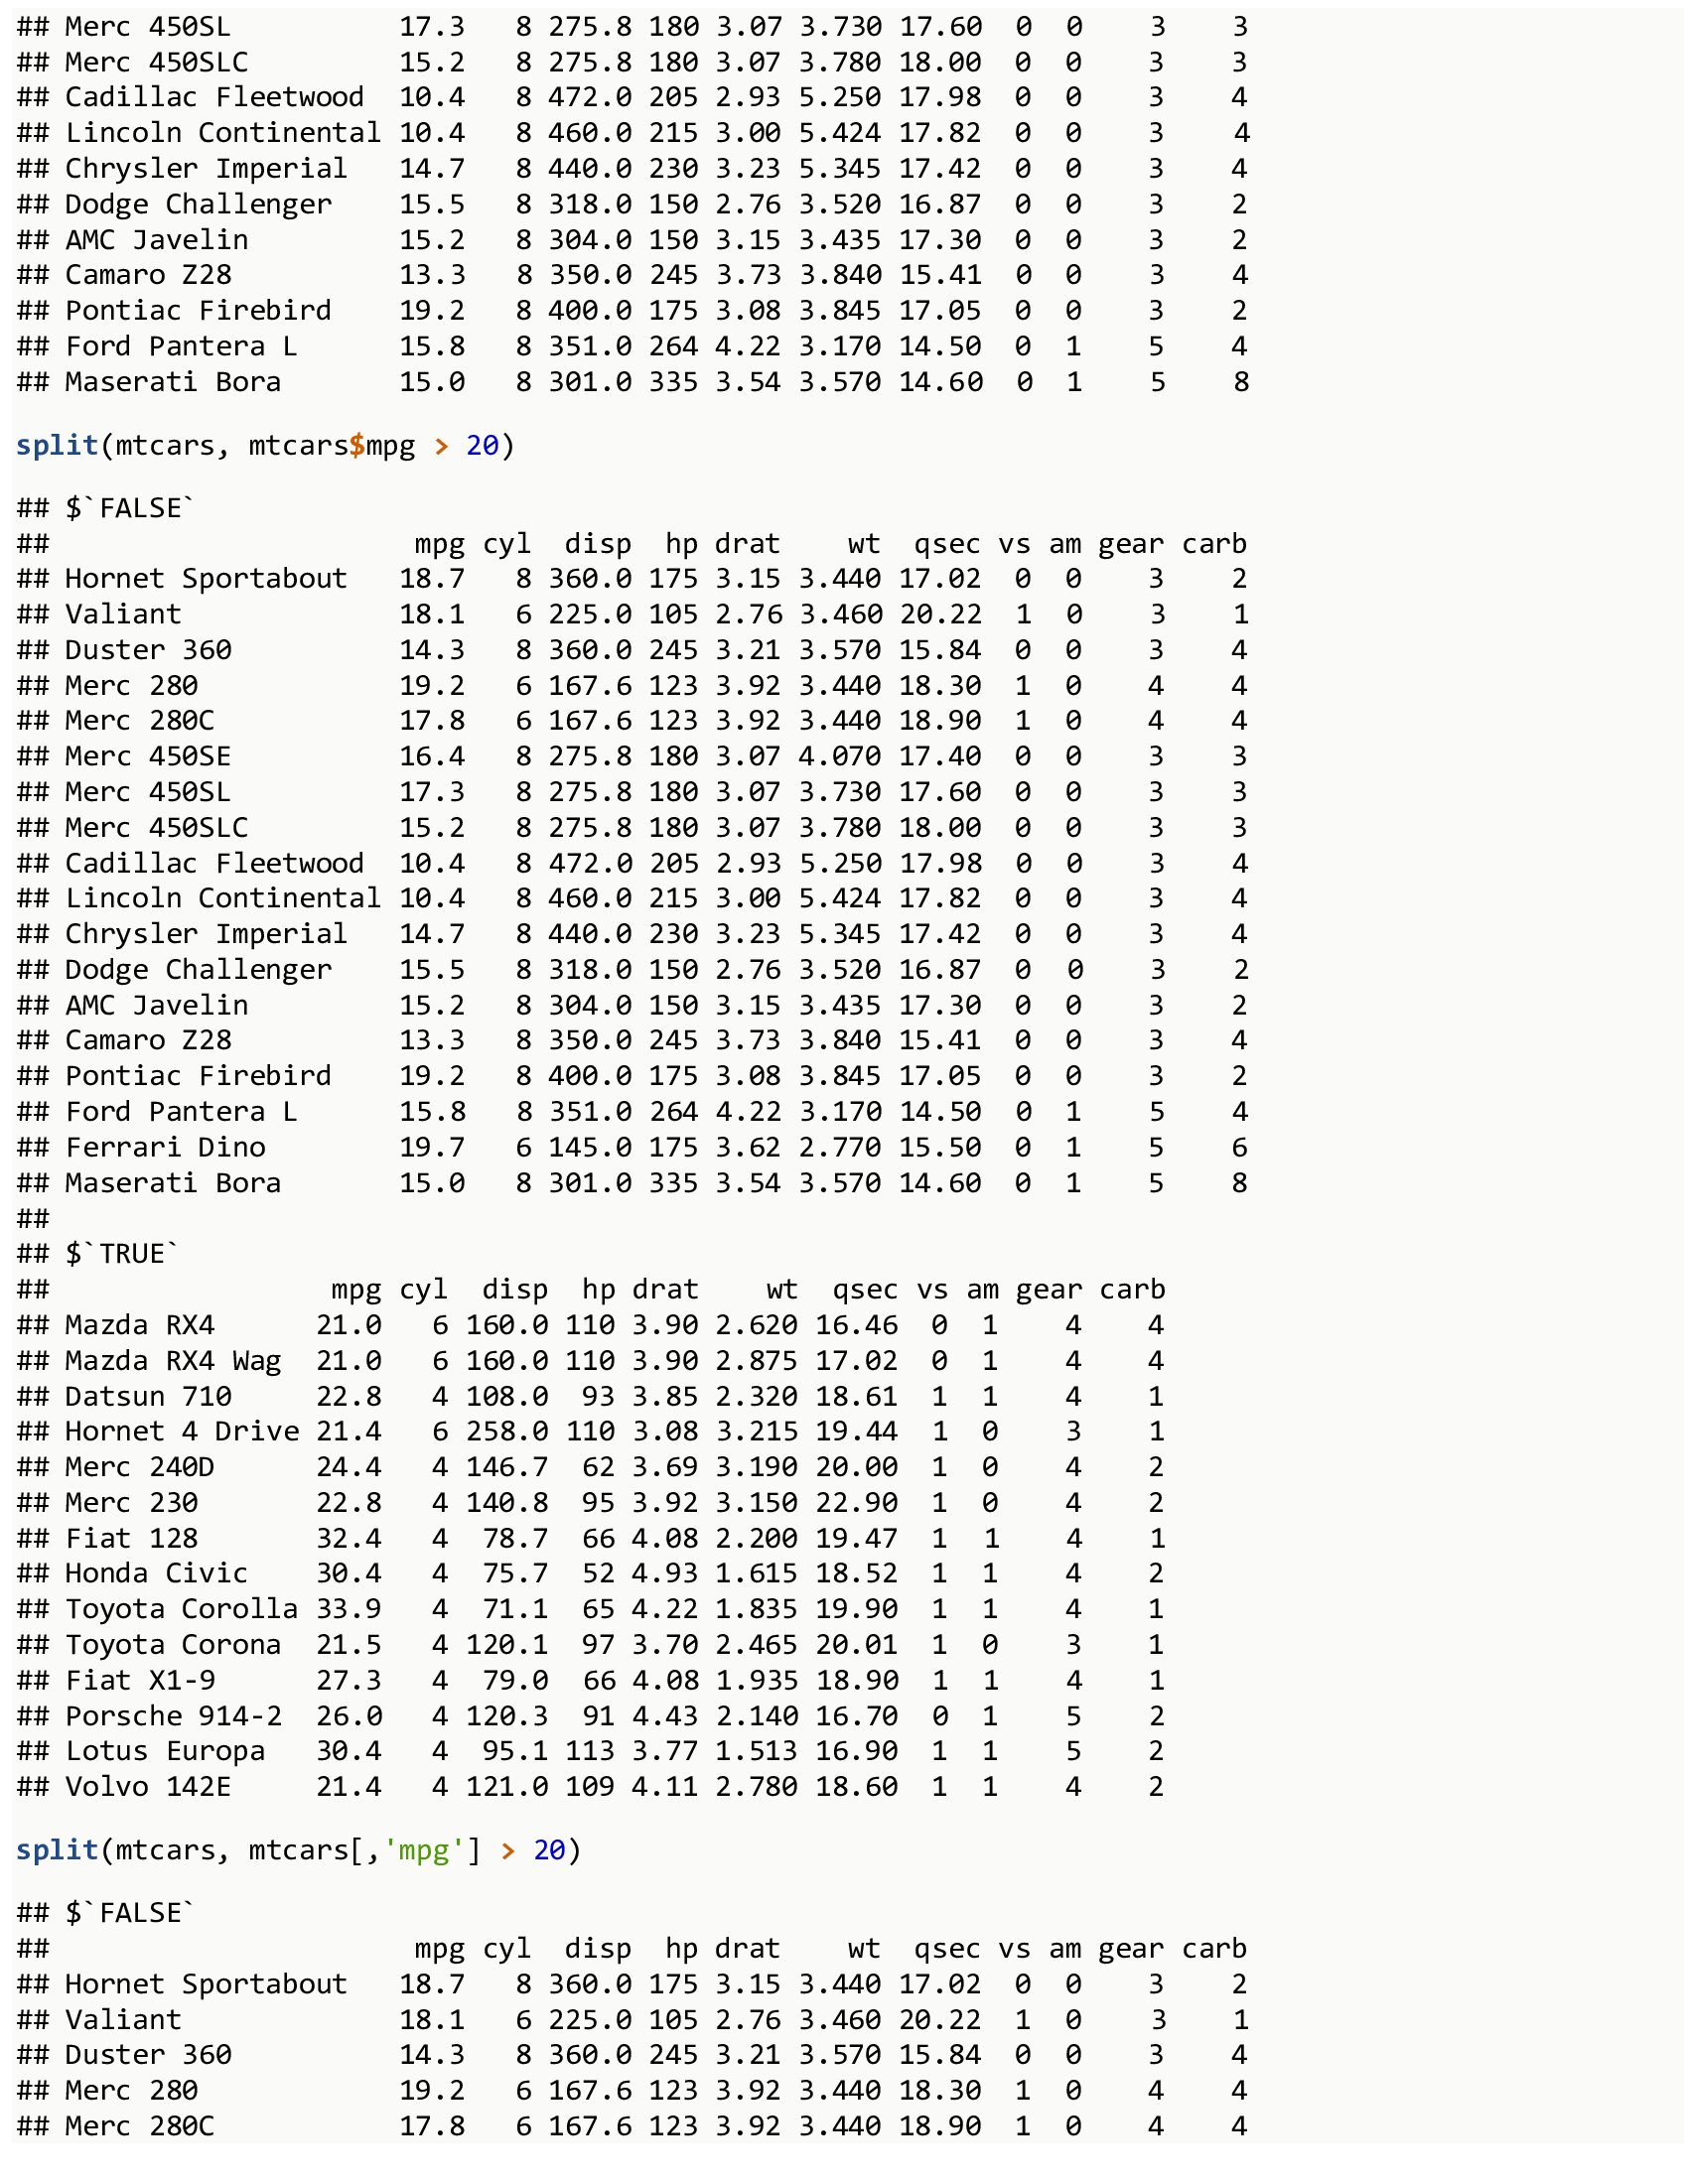 ## Merc 450SL          17.3   8 275.8 180 3.07 3.730 17.60  0  0    3    3
## Merc 450SLC         15.2   8 275.8 180 3.07 3.780 18.00  0  0    3    3
## Cadillac Fleetwood  10.4   8 472.0 205 2.93 5.250 17.98  0  0    3    4
## Lincoln Continental 10.4   8 460.0 215 3.00 5.424 17.82  0  0    3    4
## Chrysler Imperial   14.7   8 440.0 230 3.23 5.345 17.42  0  0    3    4
## Dodge Challenger    15.5   8 318.0 150 2.76 3.520 16.87  0  0    3    2
## AMC Javelin         15.2   8 304.0 150 3.15 3.435 17.30  0  0    3    2
## Camaro Z28          13.3   8 350.0 245 3.73 3.840 15.41  0  0    3    4
## Pontiac Firebird    19.2   8 400.0 175 3.08 3.845 17.05  0  0    3    2
## Ford Pantera L      15.8   8 351.0 264 4.22 3.170 14.50  0  1    5    4
## Maserati Bora       15.0   8 301.0 335 3.54 3.570 14.60  0  1    5    8
split(mtcars, mtcars$mpg > 20)
## $`FALSE`
##                      mpg cyl  disp  hp drat    wt  qsec vs am gear carb
## Hornet Sportabout   18.7   8 360.0 175 3.15 3.440 17.02  0  0    3    2
## Valiant             18.1   6 225.0 105 2.76 3.460 20.22  1  0    3    1
## Duster 360          14.3   8 360.0 245 3.21 3.570 15.84  0  0    3    4
## Merc 280            19.2   6 167.6 123 3.92 3.440 18.30  1  0    4    4
## Merc 280C           17.8   6 167.6 123 3.92 3.440 18.90  1  0    4    4
## Merc 450SE          16.4   8 275.8 180 3.07 4.070 17.40  0  0    3    3
## Merc 450SL          17.3   8 275.8 180 3.07 3.730 17.60  0  0    3    3
## Merc 450SLC         15.2   8 275.8 180 3.07 3.780 18.00  0  0    3    3
## Cadillac Fleetwood  10.4   8 472.0 205 2.93 5.250 17.98  0  0    3    4
## Lincoln Continental 10.4   8 460.0 215 3.00 5.424 17.82  0  0    3    4
## Chrysler Imperial   14.7   8 440.0 230 3.23 5.345 17.42  0  0    3    4
## Dodge Challenger    15.5   8 318.0 150 2.76 3.520 16.87  0  0    3    2
## AMC Javelin         15.2   8 304.0 150 3.15 3.435 17.30  0  0    3    2
## Camaro Z28          13.3   8 350.0 245 3.73 3.840 15.41  0  0    3    4
## Pontiac Firebird    19.2   8 400.0 175 3.08 3.845 17.05  0  0    3    2
## Ford Pantera L      15.8   8 351.0 264 4.22 3.170 14.50  0  1    5    4
## Ferrari Dino        19.7   6 145.0 175 3.62 2.770 15.50  0  1    5    6
## Maserati Bora       15.0   8 301.0 335 3.54 3.570 14.60  0  1    5    8
##
## $`TRUE`
##                 mpg cyl  disp  hp drat    wt  qsec vs am gear carb
## Mazda RX4      21.0   6 160.0 110 3.90 2.620 16.46  0  1    4    4
## Mazda RX4 Wag  21.0   6 160.0 110 3.90 2.875 17.02  0  1    4    4
## Datsun 710     22.8   4 108.0  93 3.85 2.320 18.61  1  1    4    1
## Hornet 4 Drive 21.4   6 258.0 110 3.08 3.215 19.44  1  0    3    1
## Merc 240D      24.4   4 146.7  62 3.69 3.190 20.00  1  0    4    2
## Merc 230       22.8   4 140.8  95 3.92 3.150 22.90  1  0    4    2
## Fiat 128       32.4   4  78.7  66 4.08 2.200 19.47  1  1    4    1
## Honda Civic    30.4   4  75.7  52 4.93 1.615 18.52  1  1    4    2
## Toyota Corolla 33.9   4  71.1  65 4.22 1.835 19.90  1  1    4    1
## Toyota Corona  21.5   4 120.1  97 3.70 2.465 20.01  1  0    3    1
## Fiat X1-9      27.3   4  79.0  66 4.08 1.935 18.90  1  1    4    1
## Porsche 914-2  26.0   4 120.3  91 4.43 2.140 16.70  0  1    5    2
## Lotus Europa   30.4   4  95.1 113 3.77 1.513 16.90  1  1    5    2
## Volvo 142E     21.4   4 121.0 109 4.11 2.780 18.60  1  1    4    2
split(mtcars, mtcars[,'mpg'] > 20)
## $`FALSE`
##                      mpg cyl  disp  hp drat    wt  qsec vs am gear carb
## Hornet Sportabout   18.7   8 360.0 175 3.15 3.440 17.02  0  0    3    2
## Valiant             18.1   6 225.0 105 2.76 3.460 20.22  1  0    3    1
## Duster 360          14.3   8 360.0 245 3.21 3.570 15.84  0  0    3    4
## Merc 280            19.2   6 167.6 123 3.92 3.440 18.30  1  0    4    4
## Merc 280C           17.8   6 167.6 123 3.92 3.440 18.90  1  0    4    4